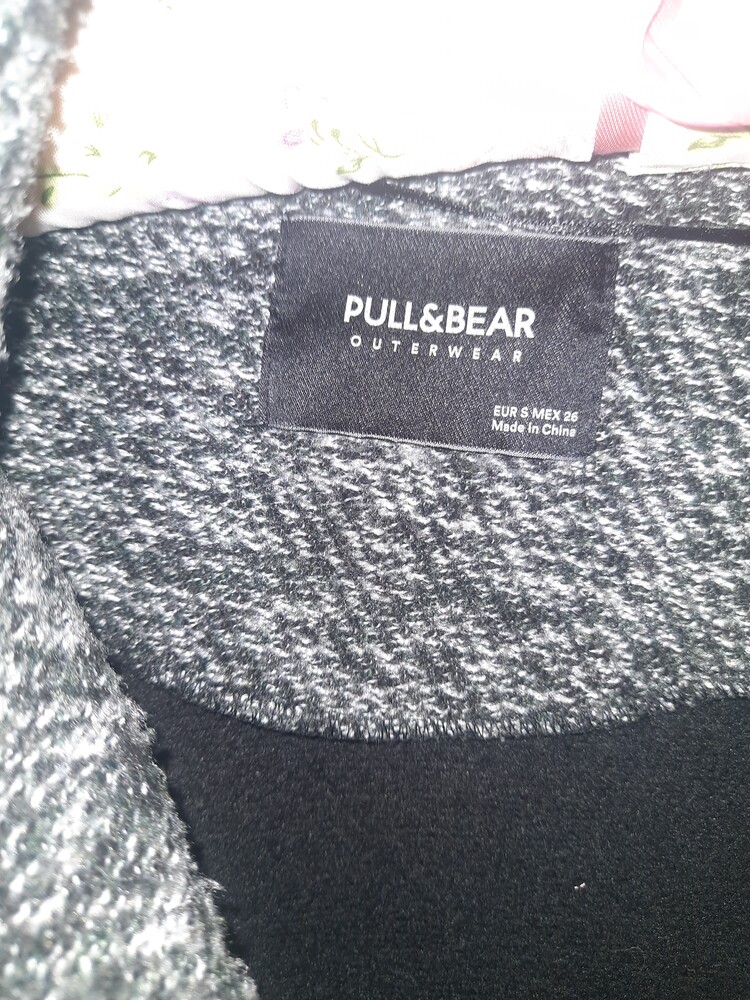 PULL&BEAR
OUTERWEAR
EUR S MEX 26
Made in China